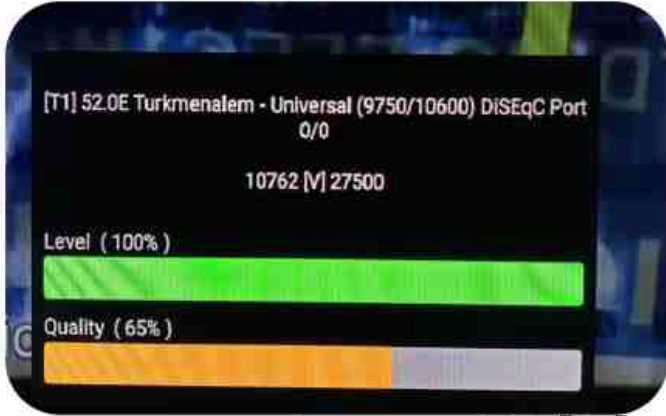 [T1] 52.0E Turkmenalem - Universal (9750/10600) DiSEqC Port
0/0
10762 [V] 27500
Level ( 100% )
Quality ( 65% )